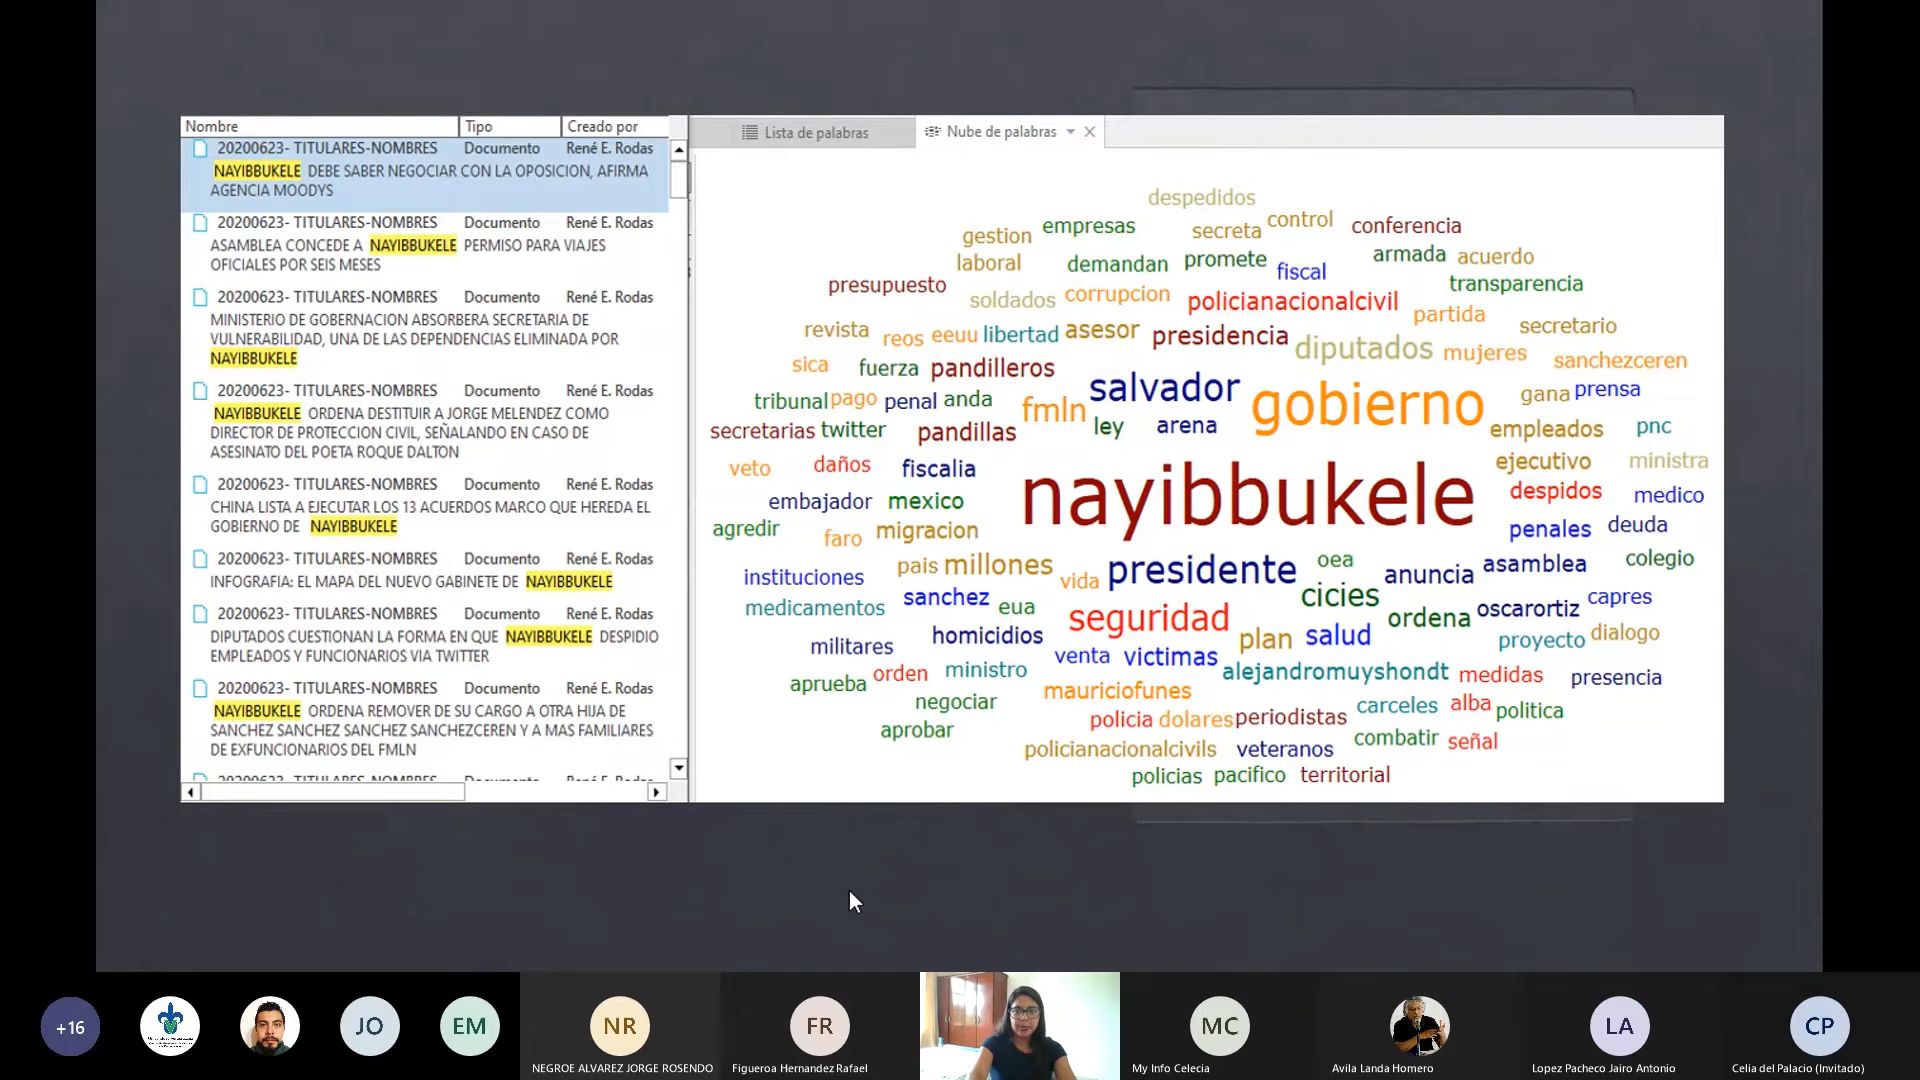 Nombre Tipo Creado por
20200623- TITULARES-NOMBRES Documento René E. Rodas
NAYIBBUKELE DEBE SABER NEGOCIAR CON LA OPOSICION, AFIRMA
AGENCIA MOODYS
20200623- TITULARES-NOMBRES Documento René E. Rodas
ASAMBLEA CONCEDE A NAYIBBUKELE PERMISO PARA VIAJES
OFICIALES POR SEIS MESES
20200623- TITULARES-NOMBRES Documento René E. Rodas
MINISTERIO DE GOBERNACION ABSORBERA SECRETARIA DE
VULNERABILIDAD, UNA DE LAS DEPENDENCIAS ELIMINADA POR
NAYIBBUKELE
20200623- TITULARES-NOMBRES Documento René E. Rodas
NAYIBBUKELE ORDENA DESTITUIR A JORGE MELENDEZ COMO
DIRECTOR DE PROTECCION CIVIL, SEÑALANDO EN CASO DE
ASESINATO DEL POETA ROQUE DALTON
20200623- TITULARES-NOMBRES Documento René E. Rodas
CHINA LISTA A EJECUTAR LOS 13 ACUERDOS MARCO QUE HEREDA EL
GOBIERNO DE NAYIBBUKELE
20200623- TITULARES-NOMBRES Documento René E. Rodas
INFOGRAFIA: EL MAPA DEL NUEVO GABINETE DE NAYIBBUKELE
20200623- TITULARES-NOMBRES Documento René E. Rodas
DIPUTADOS CUESTIONAN LA FORMA EN QUE NAYIBBUKELE DESPIDIO
EMPLEADOS Y FUNCIONARIOS VIA TWITTER
20200623- TITULARES-NOMBRES Documento René E. Rodas
NAYIBBUKELE ORDENA REMOVER DE SU CARGO A OTRA HIJA DE
SANCHEZ SANCHEZ SANCHEZ SANCHEZCEREN Y A MAS FAMILIARES
DE EXFUNCIONARIOS DEL FMLN
20200623- TITULARES-NOMBRES Documento René E. Rodas
Lista de palabras Nube de palabras
despedidos
gestion empresas secreta control conferencia
laboral demandan promete fiscal armada acuerdo
presupuesto soldados corrupcion policianacionalcivil transparencia
revista reos eeuu libertad asesor presidencia diputados partida secretario
sica fuerza pandilleros mujeres sanchezceren
tribunal pago penal anda fmln salvador gobierno gana prensa
secretarias twitter pandillas ley arena empleados pnc
veto daños fiscalia nayibbukele ejecutivo ministra
embajador mexico despidos medico
agredir faro migracion penales deuda
pais millones vida presidente oea anuncia asamblea colegio
instituciones sanchez eua cicies oscarortiz capres
medicamentos seguridad ordena
militares homicidios plan salud proyecto dialogo
venta victimas
aprueba orden ministro alejandromuyshondt medidas presencia
negociar mauriciofunes carceles alba politica
aprobar policia dolares periodistas combatir señal
policianacionalcivils veteranos
policias pacifico territorial
+16 JO EM NR FR MC LA CP
NEGROE ALVAREZ JORGE ROSENDO Figueroa Hernandez Rafael My Info Celecia Avila Landa Homero Lopez Pacheco Jairo Antonio Celia del Palacio (Invitado)